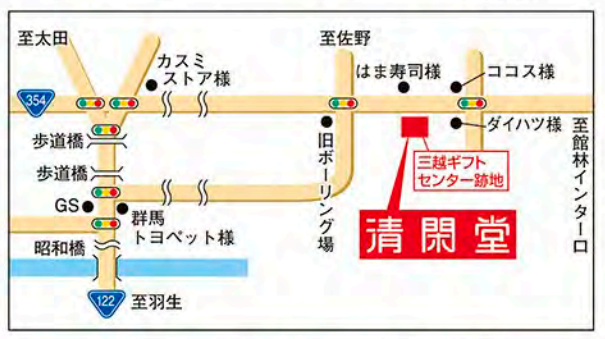 至太田
カスミ
ストア様
至佐野
はま寿司様
ココス様
354
歩道橋
旧ボーリング場
ダイハツ様
至館林インター口
三越ギフト
センター跡地
歩道橋
GS
群馬
トヨペット様
清閑堂
昭和橋
122
至羽生